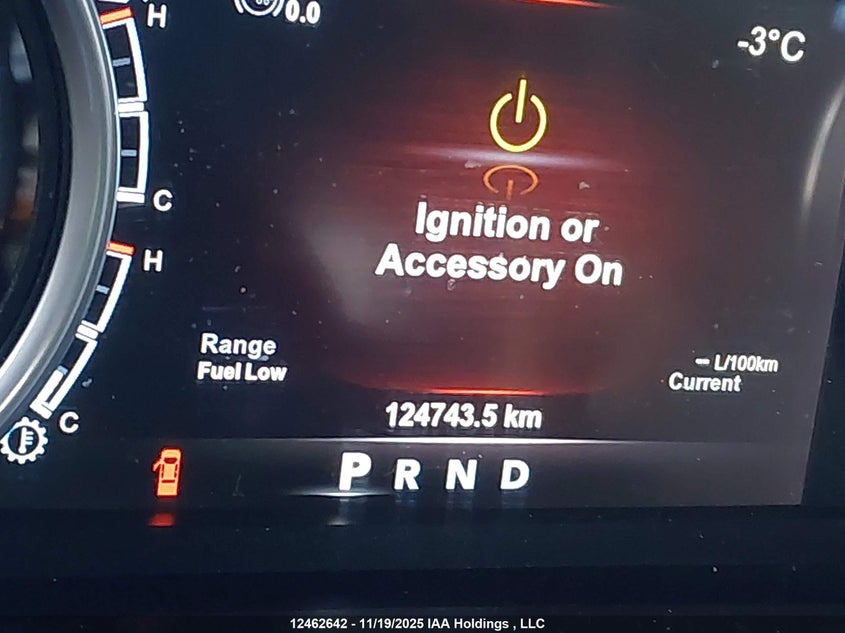 H
0.0
-3°C
C
Ignition or
Accessory On
H
Range
Fuel Low
-- L/100km
Current
124743.5 km
C
P R N D
12462642 - 11/19/2025 IAA Holdings , LLC